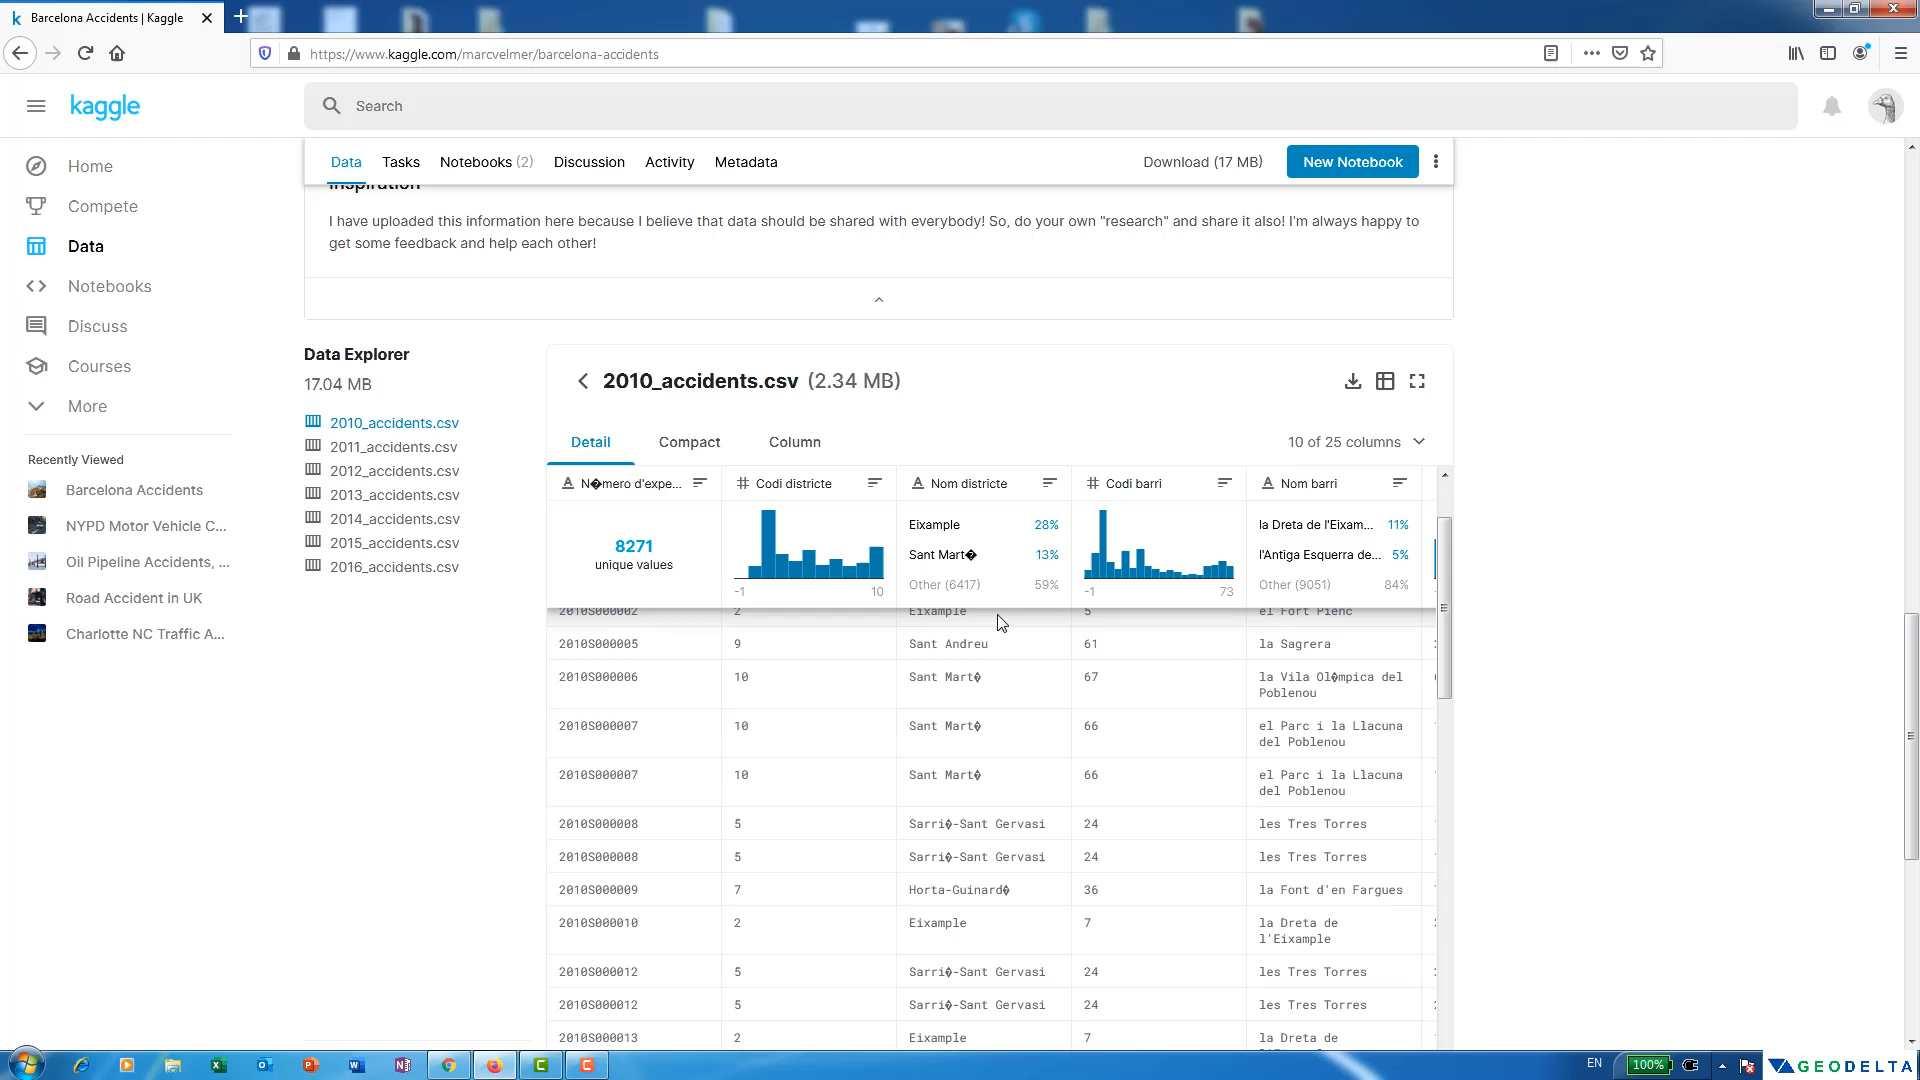 Barcelona Accidents | Kaggle
https://www.kaggle.com/marcvelmer/barcelona-accidents
kaggle
Search
Home
Compete
Data
Notebooks
Discuss
Courses
More
Recently Viewed
Barcelona Accidents
NYPD Motor Vehicle C...
Oil Pipeline Accidents, ...
Road Accident in UK
Charlotte NC Traffic A...
Data Tasks Notebooks (2) Discussion Activity Metadata Download (17 MB) New Notebook
Inspiration
I have uploaded this information here because I believe that data should be shared with everybody! So, do your own "research" and share it also! I'm always happy to
get some feedback and help each other!
Data Explorer
17.04 MB
2010_accidents.csv
2011_accidents.csv
2012_accidents.csv
2013_accidents.csv
2014_accidents.csv
2015_accidents.csv
2016_accidents.csv
2010_accidents.csv (2.34 MB)
Detail Compact Column 10 of 25 columns
N�mero d'expe... Codi districte Nom districte Codi barri Nom barri
8271
unique values
-1 10
Eixample 28%
Sant Mart� 13%
Other (6417) 59%
-1 73
la Dreta de l'Eixam... 11%
l'Antiga Esquerra de... 5%
Other (9051) 84%
2010S000002 2 Eixample 5 el Fort Pienc
2010S000005 9 Sant Andreu 61 la Sagrera
2010S000006 10 Sant Mart� 67 la Vila Ol�mpica del
Poblenou
2010S000007 10 Sant Mart� 66 el Parc i la Llacuna
del Poblenou
2010S000007 10 Sant Mart� 66 el Parc i la Llacuna
del Poblenou
2010S000008 5 Sarri�-Sant Gervasi 24 les Tres Torres
2010S000008 5 Sarri�-Sant Gervasi 24 les Tres Torres
2010S000009 7 Horta-Guinard� 36 la Font d'en Fargues
2010S000010 2 Eixample 7 la Dreta de
l'Eixample
2010S000012 5 Sarri�-Sant Gervasi 24 les Tres Torres
2010S000012 5 Sarri�-Sant Gervasi 24 les Tres Torres
2010S000013 2 Eixample 7 la Dreta de
EN 100% GEODELTA